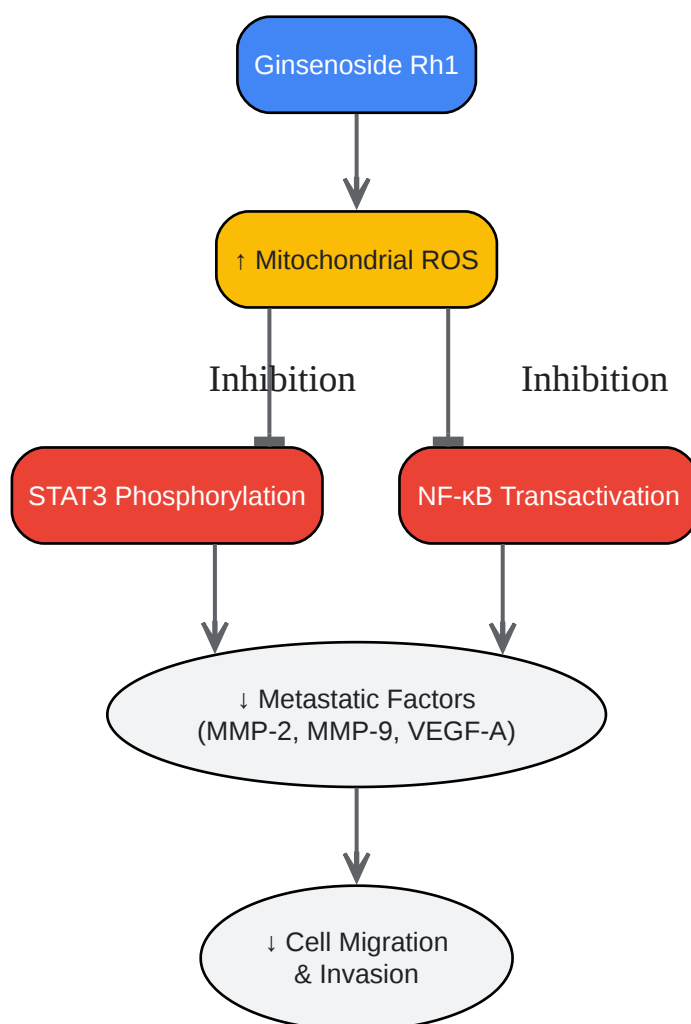 Ginsenoside Rh1
↑ Mitochondrial ROS
Inhibition
Inhibition
STAT3 Phosphorylation
NF-κB Transactivation
↓ Metastatic Factors
(MMP-2, MMP-9, VEGF-A)
↓ Cell Migration
& Invasion